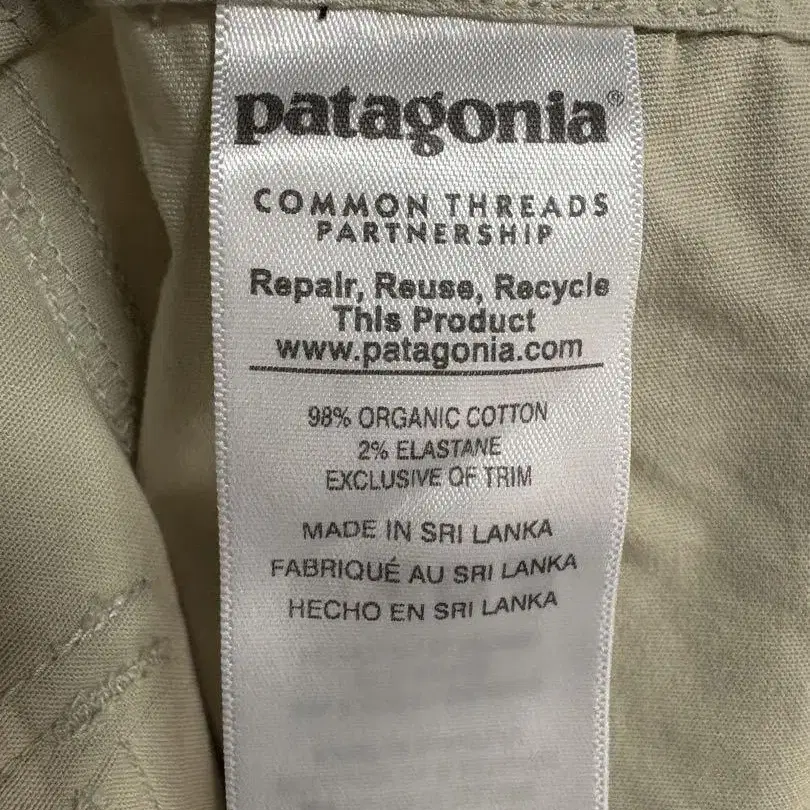 patagonia®
COMMON THREADS
PARTNERSHIP
Repair, Reuse, Recycle
This Product
www.patagonia.com
98% ORGANIC COTTON
2% ELASTANE
EXCLUSIVE OF TRIM
MADE IN SRI LANKA
FABRIQUÉ AU SRI LANKA
HECHO EN SRI LANKA